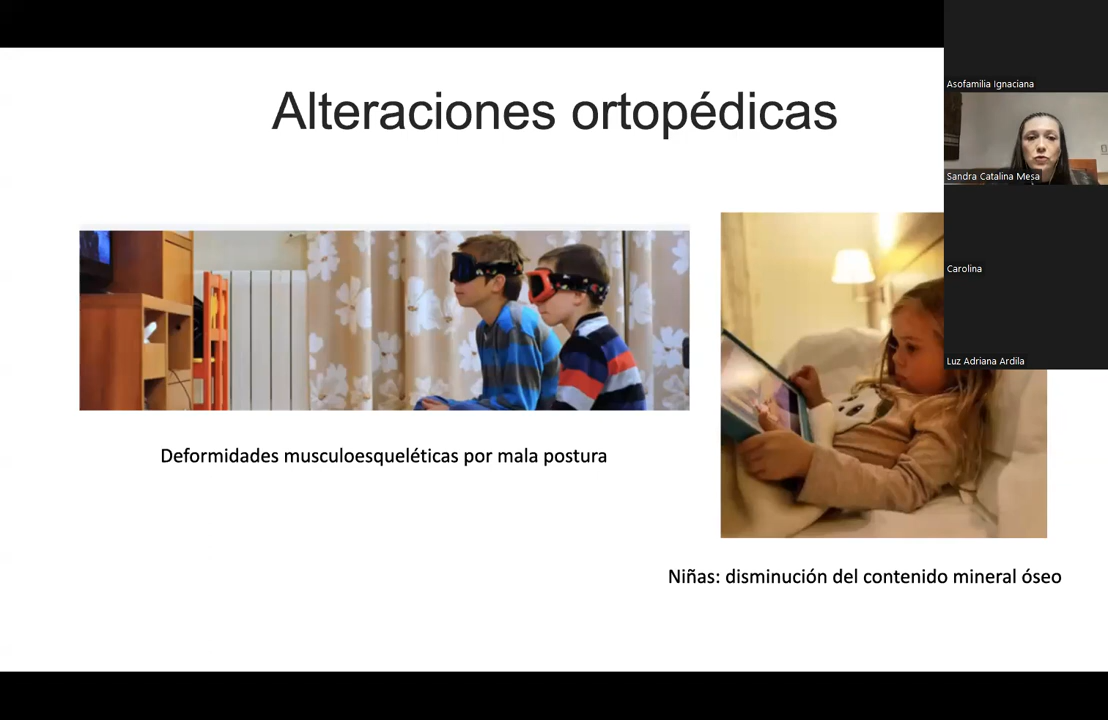 Alteraciones ortopédicas
Asofamilia Ignaciana
Sandra Catalina Mesa
Carolina
Luz Adriana Ardila
Deformidades musculoesqueléticas por mala postura
Niñas: disminución del contenido mineral óseo